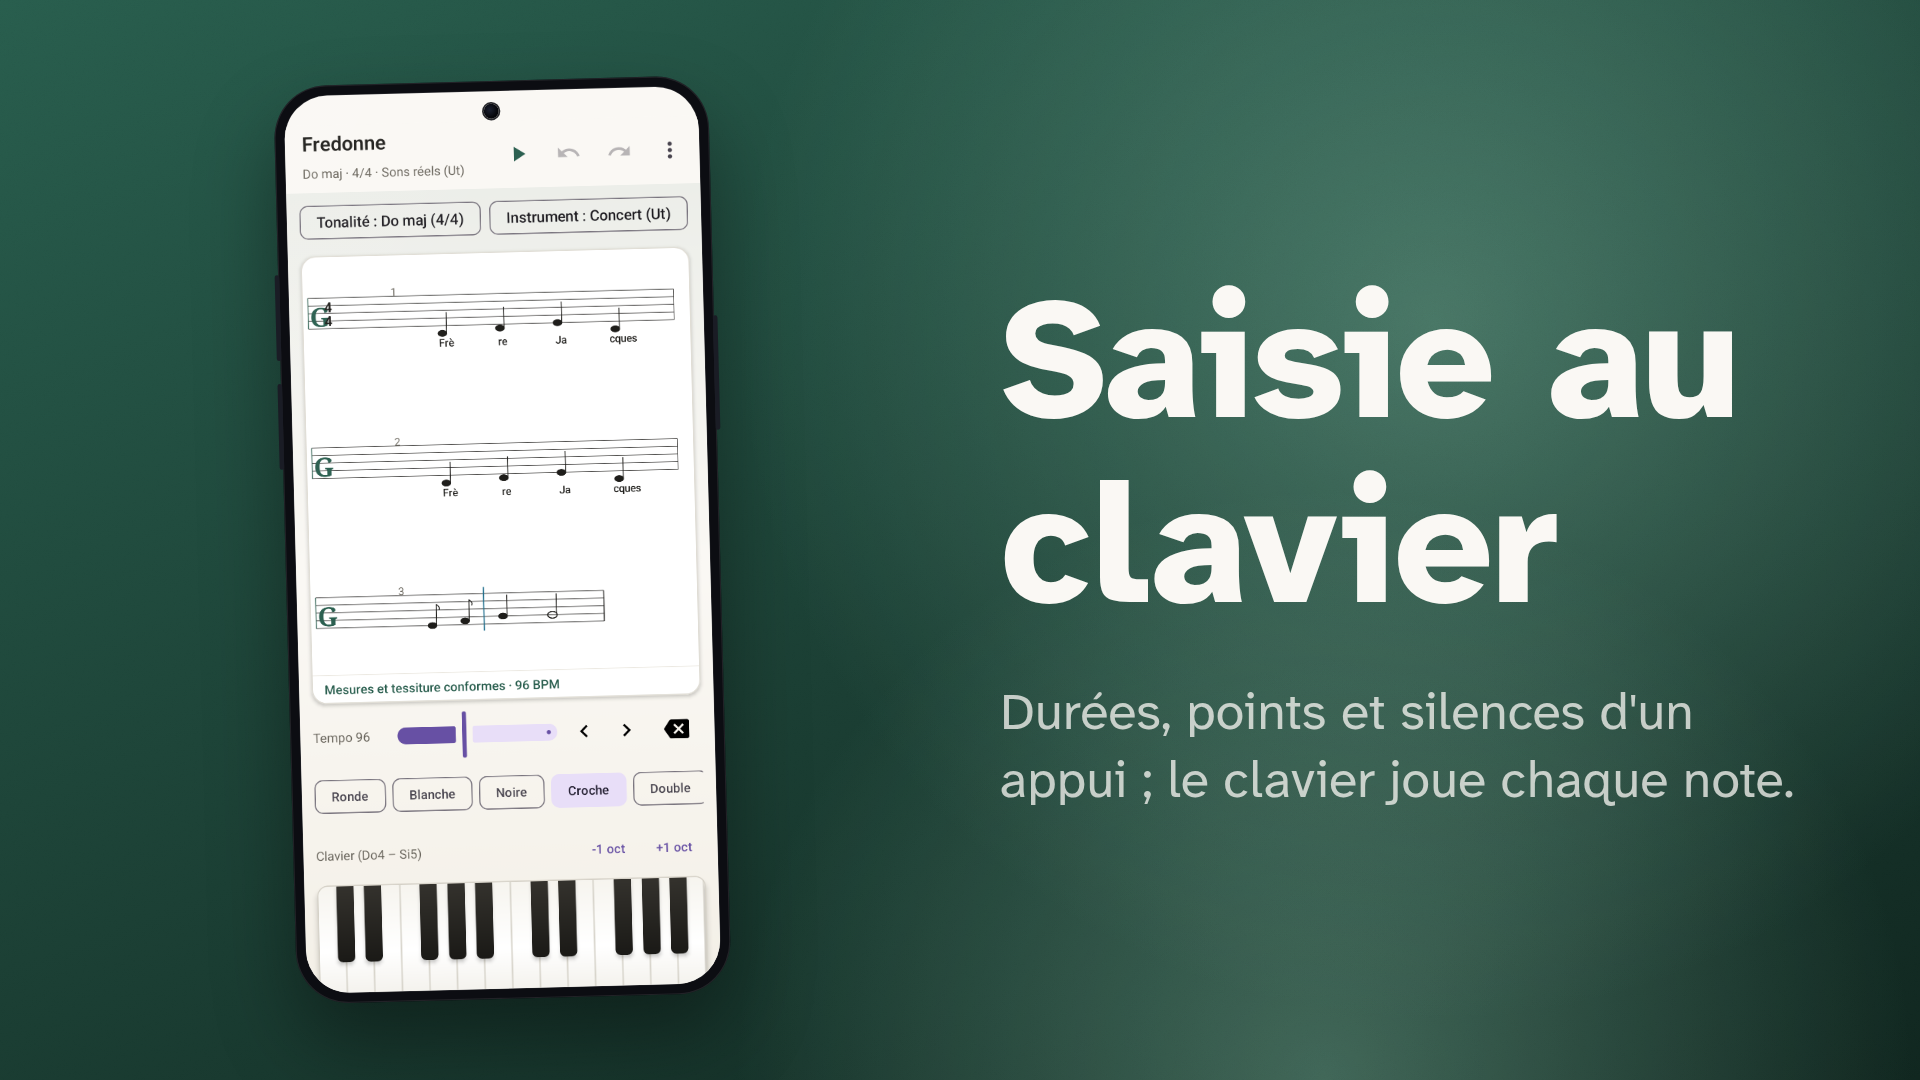 Fredonne
Do maj · 4/4 · Sons réels (Ut)
Tonalité : Do maj (4/4)
Instrument : Concert (Ut)
1
G 4/4
Frè re Ja cques
2
G
Frè re Ja cques
3
G
Mesures et tessiture conformes · 96 BPM
Tempo 96
Ronde Blanche Noire Croche Double
Clavier (Do4 – Si5) -1 oct +1 oct
Saisie au
clavier
Durées, points et silences d'un
appui ; le clavier joue chaque note.